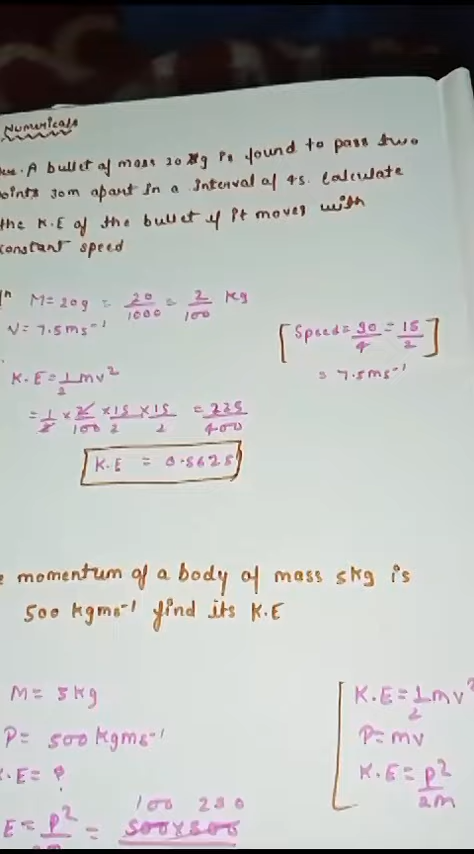 Numericals
A bullet of mass 20 g is found to pass two
points 30m apart in a interval of 4s. Calculate
the K.E of the bullet if it moves with
constant speed
M = 20g = 20/1000 = 2/100 kg
V = 7.5ms⁻¹
[Speed = 30/4 = 15/2]
= 7.5ms⁻¹
K.E = 1/2 mv²
= 1/2 × 2/100 × 15/2 × 15/2 = 225/400
K.E = 0.5625
momentum of a body of mass 5kg is
500 kgms⁻¹ find its K.E
M = 5kg
P = 500 kgms⁻¹
K.E = ?
K.E = 1/2 mv²
P = mv
K.E = p²/2m
100 250
E = p²/2m = 500×500